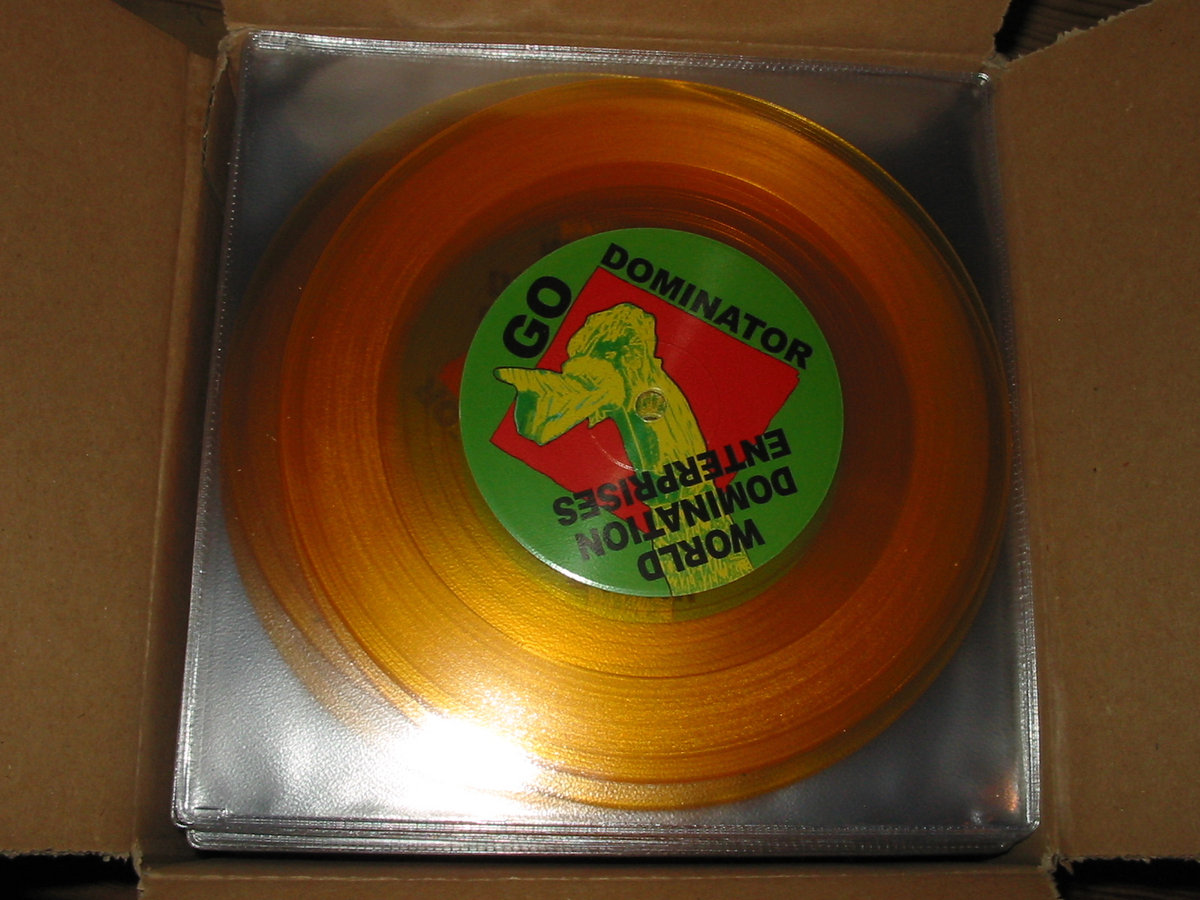 GO
DOMINATOR
WORLD
DOMINATION
ENTERPRISES